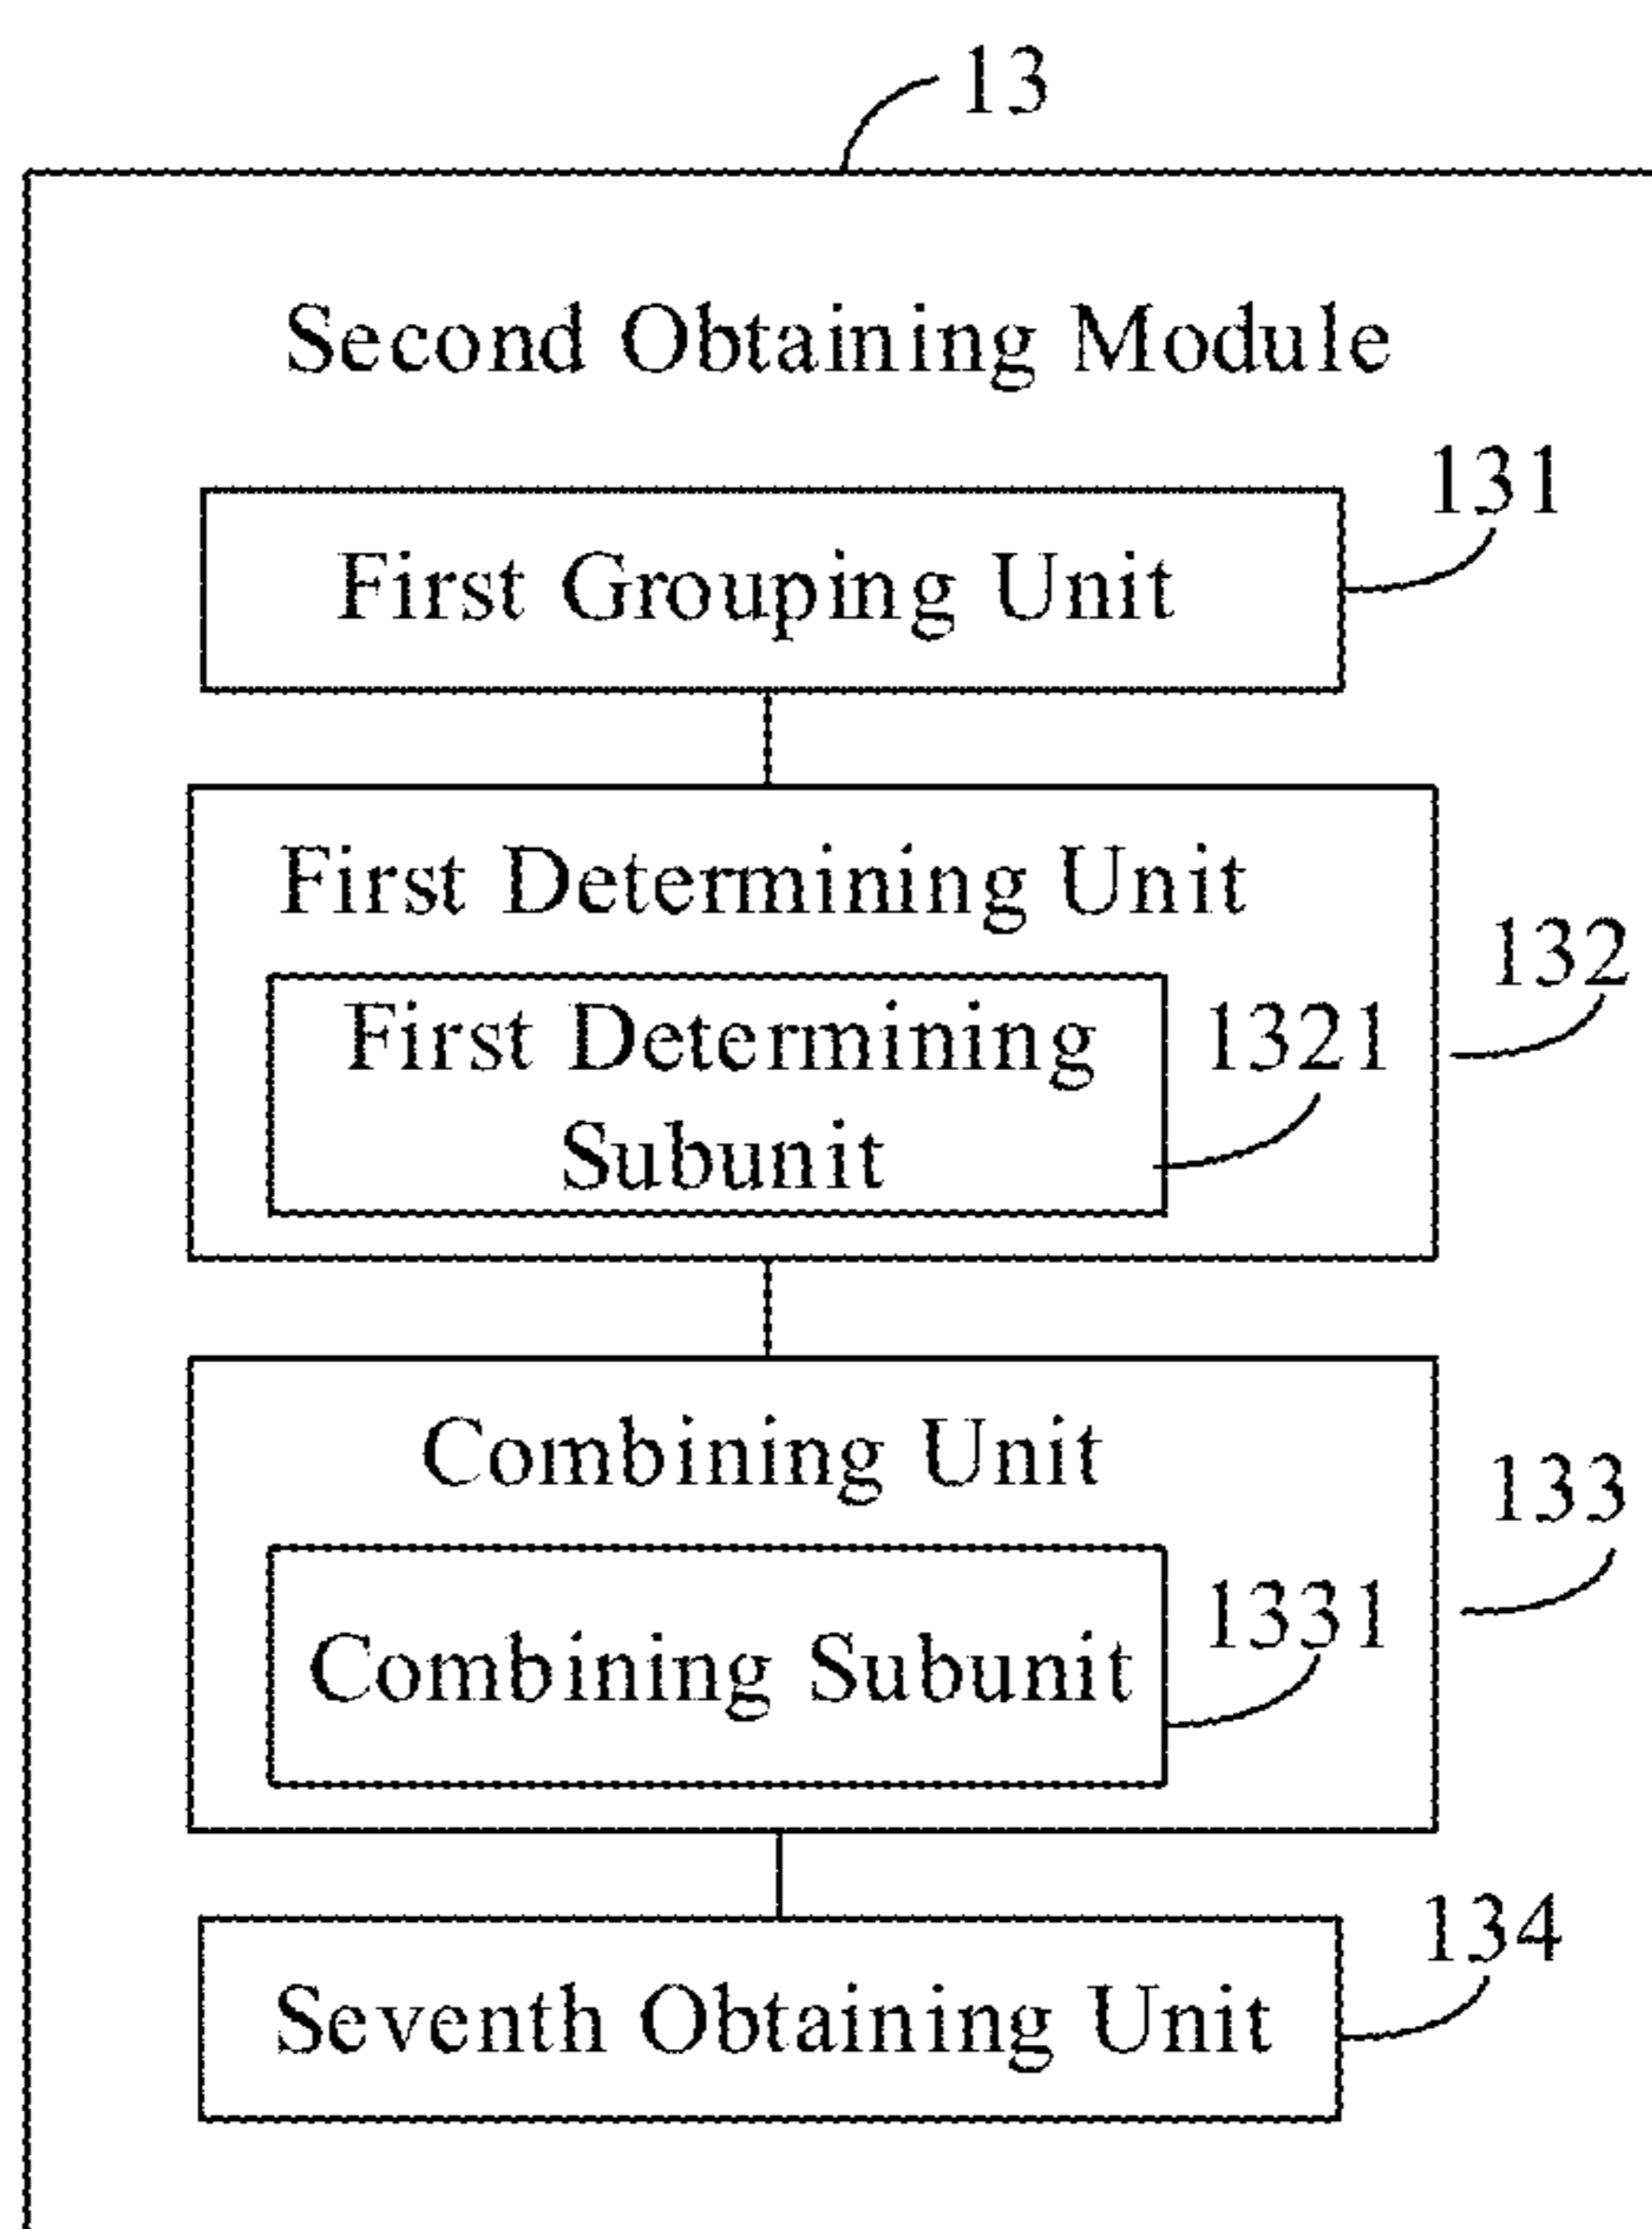 13
Second Obtaining Module
131
First Grouping Unit
First Determining Unit
132
First Determining
Subunit
1321
Combining Unit
133
Combining Subunit
1331
134
Seventh Obtaining Unit